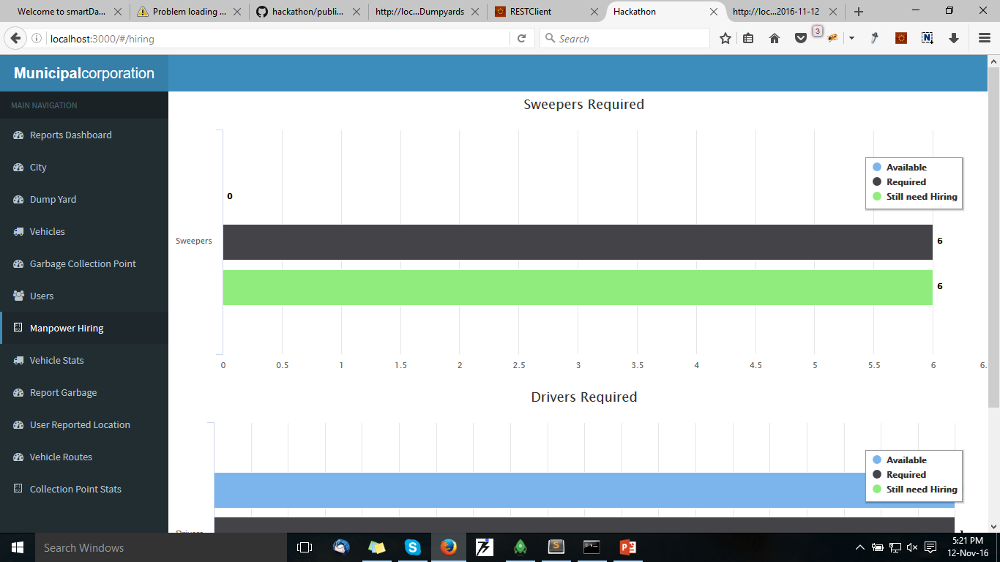 Welcome to smartDa...
Problem loading ...
hackathon/publi...
http://loc...Dumpyards
RESTClient
Hackathon
http://loc...2016-11-12
localhost:3000/#/hiring
Search
3
Municipalcorporation
MAIN NAVIGATION
Reports Dashboard
City
Dump Yard
Vehicles
Garbage Collection Point
Users
Manpower Hiring
Vehicle Stats
Report Garbage
User Reported Location
Vehicle Routes
Collection Point Stats
Sweepers Required
Available
Required
Still need Hiring
0
Sweepers
6
6
0 0.5 1 1.5 2 2.5 3 3.5 4 4.5 5 5.5 6 6.
Drivers Required
Available
Required
Still need Hiring
Drivers
Search Windows
5:21 PM
12-Nov-16